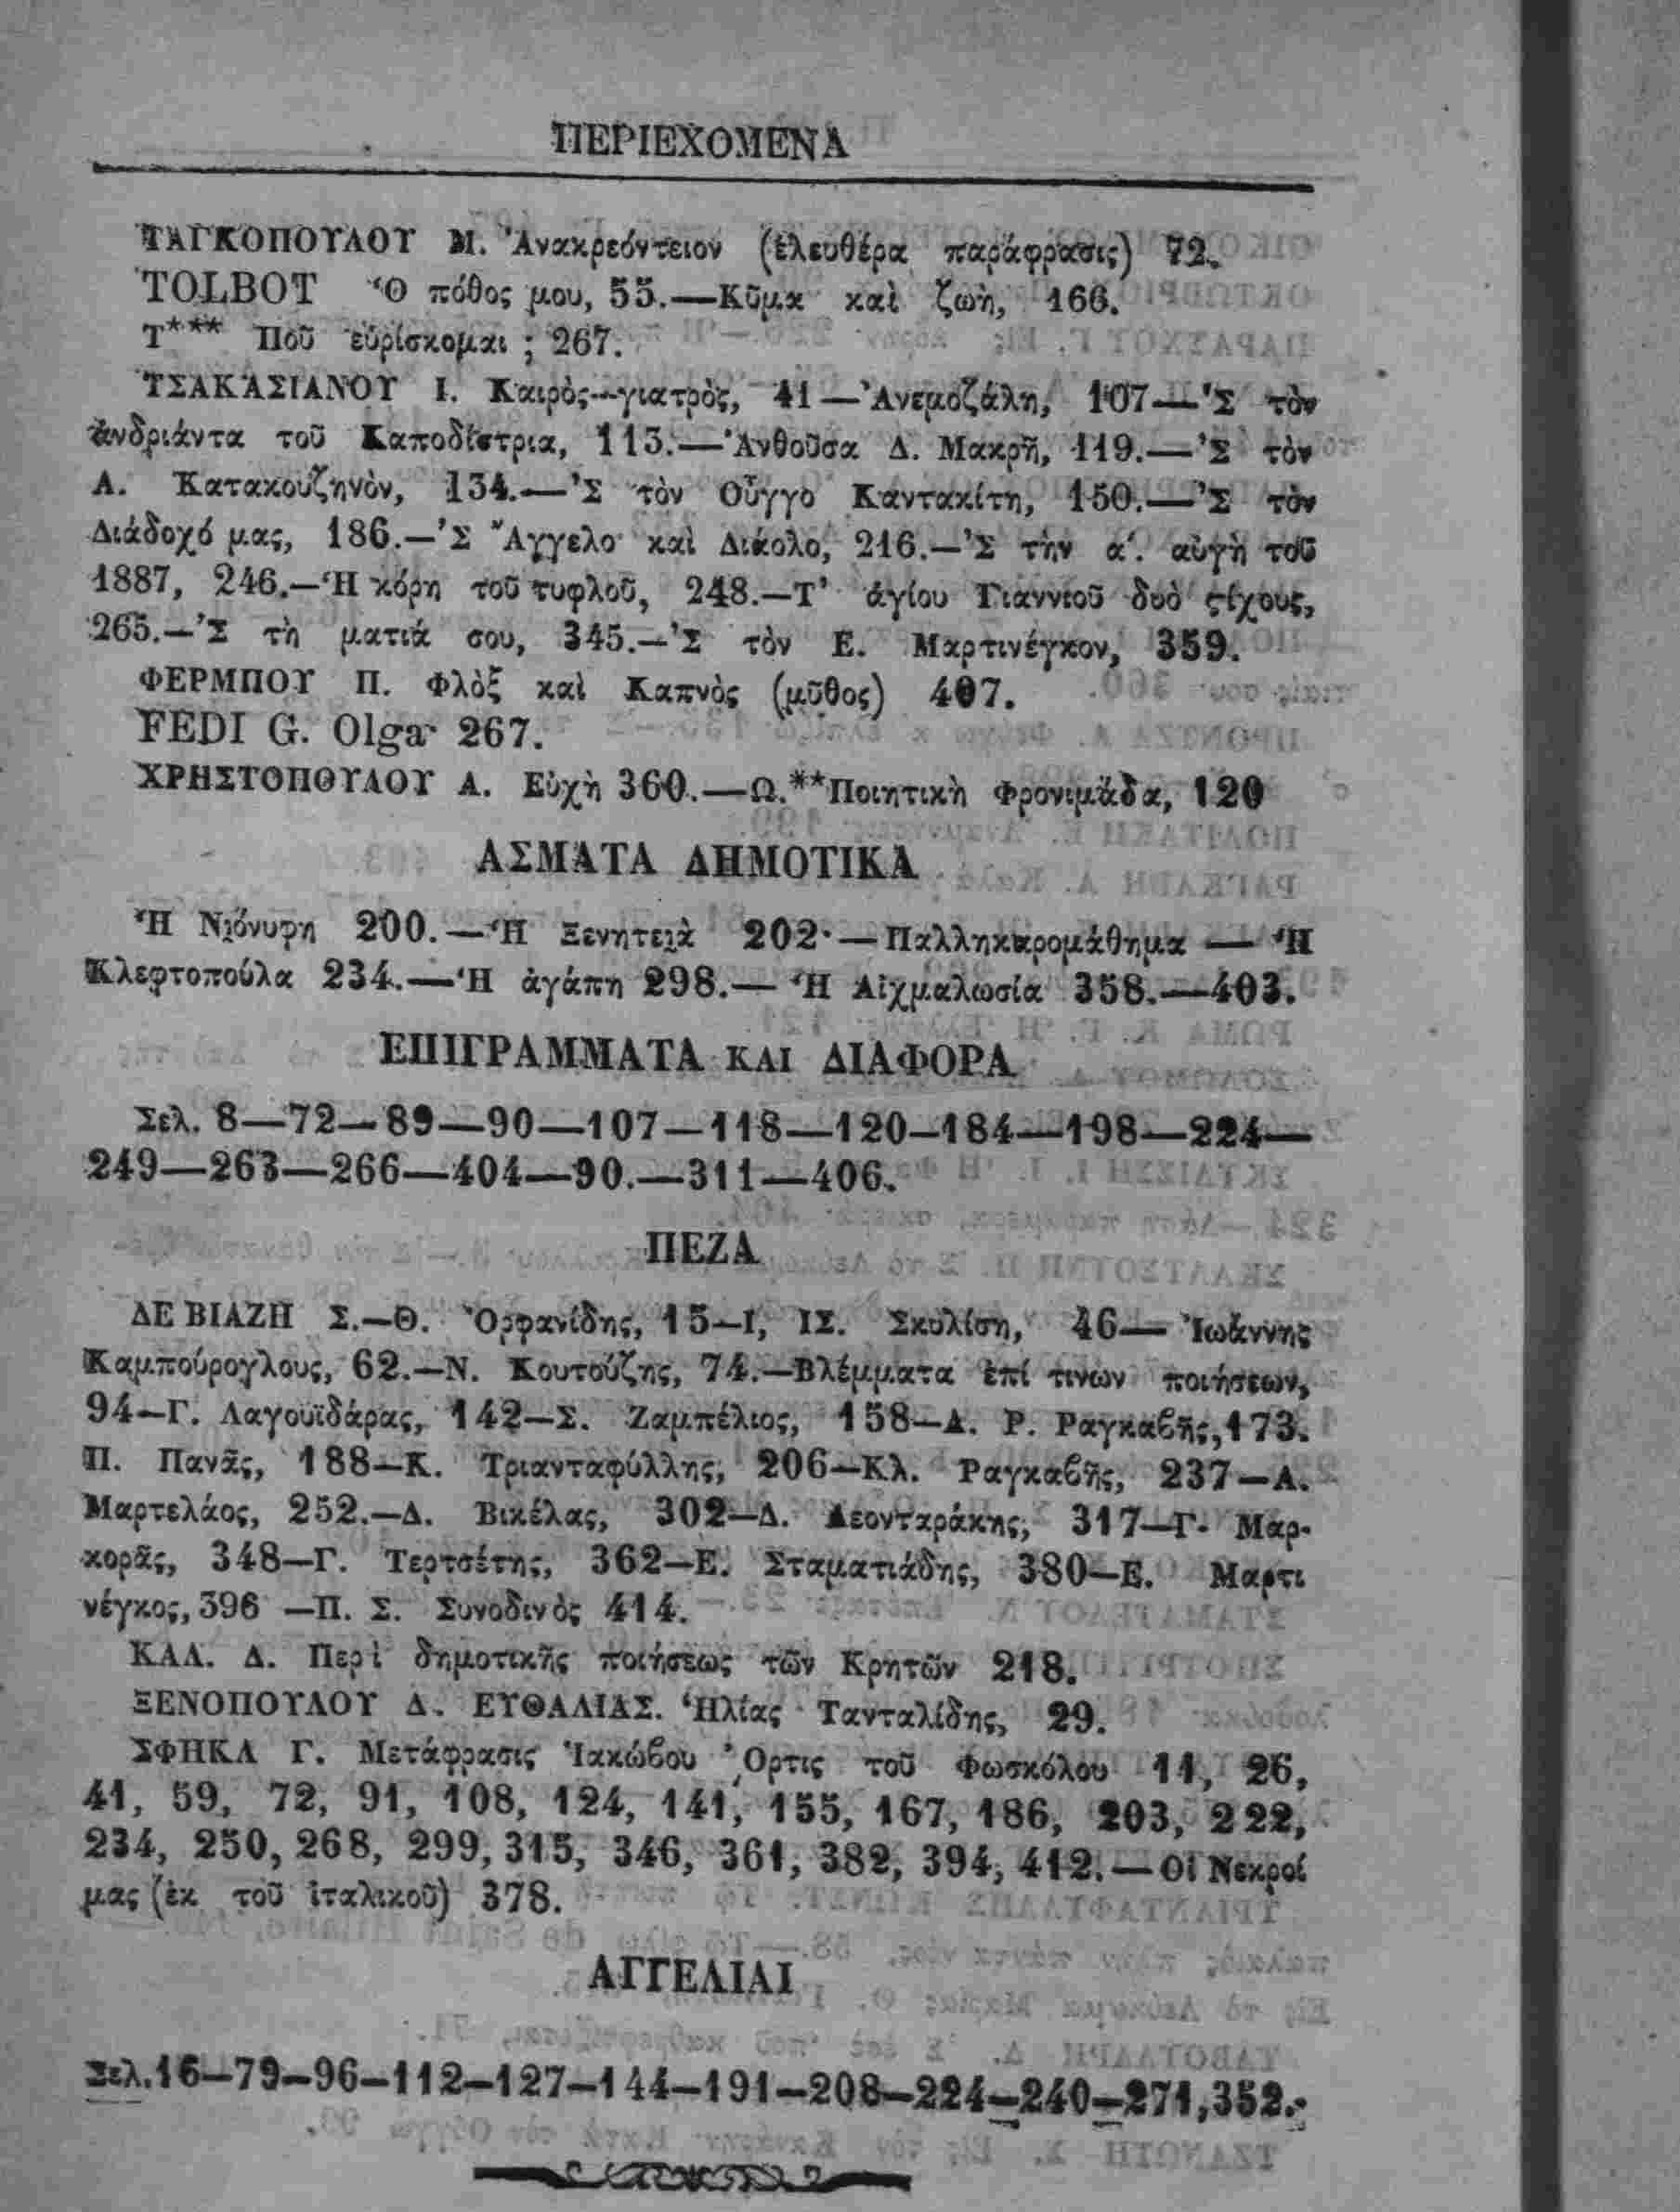 ΠΕΡΙΕΧΟΜΕΝΑ
ΤΑΓΚΟΠΟΥΛΟΥ Μ. Ἀνακρεόντειον (ἐλευθέρα παράφρασις) 72.
TOLBOT Ὁ πόθος μου, 55.—Κῦμα καὶ ζωὴ, 166.
Τ*** Ποῦ εὑρίσκομαι ; 267.
ΤΣΑΚΑΣΙΑΝΟΥ Ι. Καιρὸς—γιατρὸς, 41—Ἀνεμοζάλη, 107—'Σ τὸν
ἀνδριάντα τοῦ Καποδίστρια, 113.—Ἀνθοῦσα Δ. Μακρῆ, 119.—'Σ τὸν
Α. Κατακουζηνὸν, 134.—'Σ τὸν Οὖγγο Καντακίτη, 150.—'Σ τὸν
Διάδοχό μας, 186.—'Σ Ἄγγελο καὶ Διάολο, 216.—'Σ τὴν α'. αὐγὴ τοῦ
1887, 246.—Ἡ κόρη τοῦ τυφλοῦ, 248.—Τ' ἁγίου Γιαννιοῦ δυὸ ϛίχους,
265.—'Σ τὴ ματιά σου, 345.—'Σ τὸν Ε. Μαρτινέγκον, 359.
ΦΕΡΜΠΟΥ Π. Φλὸξ καὶ Καπνὸς (μῦθος) 407.
FEDI G. Olga 267.
ΧΡΗΣΤΟΠΟΥΛΟΥ Α. Εὐχὴ 360.—Ω.**Ποιητικὴ Φρονιμάδα, 120
ΑΣΜΑΤΑ ΔΗΜΟΤΙΚΑ
Ἡ Νιόνυφη 200.—Ἡ Ξενητειὰ 202·—Παλληκαρομάθημα — Ἡ
Κλεφτοπούλα 234.—Ἡ ἀγάπη 298.— Ἡ Αἰχμαλωσία 358.—403.
ΕΠΙΓΡΑΜΜΑΤΑ ΚΑΙ ΔΙΑΦΟΡΑ
Σελ. 8—72—89—90—107—118—120—184—198—224—
249—263—266—404—90.—311—406.
ΠΕΖΑ
ΔΕ ΒΙΑΖΗ Σ.—Θ. Ὀρφανίδης, 15—Ι, ΙΣ. Σκυλίση, 46— Ἰωάννης
Καμπούρογλους, 62.—Ν. Κουτούζης, 74.—Βλέμματα ἐπί τινων ποιήσεων,
94—Γ. Λαγουϊδάρας, 142—Σ. Ζαμπέλιος, 158—Α. Ρ. Ραγκαβῆς, 173.
Π. Πανᾶς, 188—Κ. Τριανταφύλλης, 206—Κλ. Ραγκαβῆς, 237—Α.
Μαρτελάος, 252.—Δ. Βικέλας, 302—Δ. Λεονταράκης, 317—Γ. Μαρ-
κορᾶς, 348—Γ. Τερτσέτης, 362—Ε. Σταματιάδης, 380—Ε. Μαρτι
νέγκος, 396 —Π. Σ. Συνοδινὸς 414.
ΚΑΛ. Δ. Περὶ δημοτικῆς ποιήσεως τῶν Κρητῶν 218.
ΞΕΝΟΠΟΥΛΟΥ Δ. ΕΥΘΑΛΙΑΣ. Ἠλίας Τανταλίδης, 29.
ΣΦΗΚΑ Γ. Μετάφρασις Ἰακώβου Ὄρτις τοῦ Φωσκόλου 11, 26,
41, 59, 72, 91, 108, 124, 141, 155, 167, 186, 203, 222,
234, 250, 268, 299, 315, 346, 361, 382, 394, 412.—Οἱ Νεκροί
μας (ἐκ τοῦ ἰταλικοῦ) 378.
ΑΓΓΕΛΙΑΙ
Σελ. 16—79—96—112—127—144—191—208—224—240—271, 352.